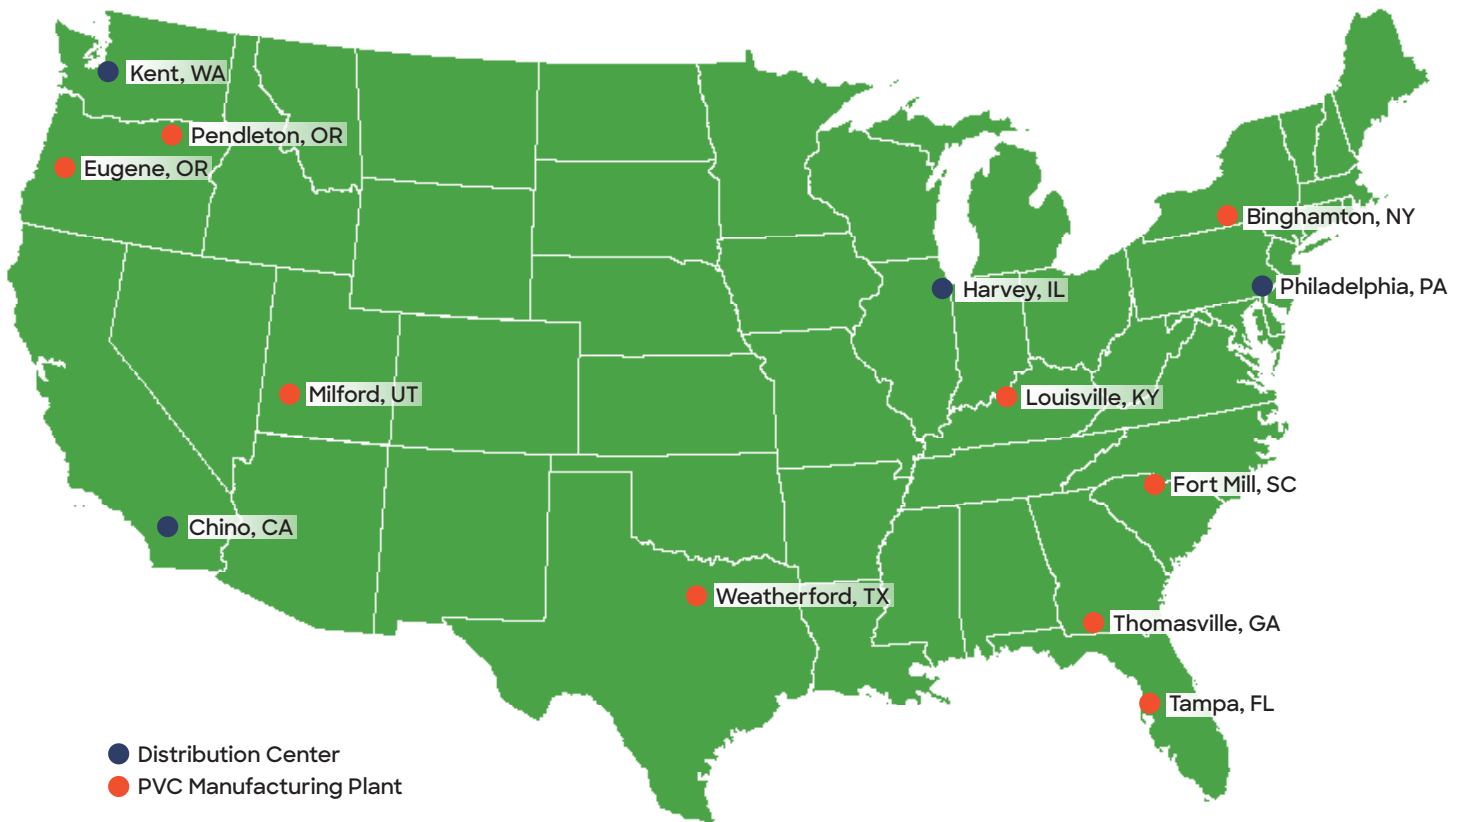 Kent, WA
Pendleton, OR
Eugene, OR
Binghamton, NY
Philadelphia, PA
Harvey, IL
Milford, UT
Louisville, KY
Fort Mill, SC
Chino, CA
Weatherford, TX
Thomasville, GA
Tampa, FL
Distribution Center
PVC Manufacturing Plant